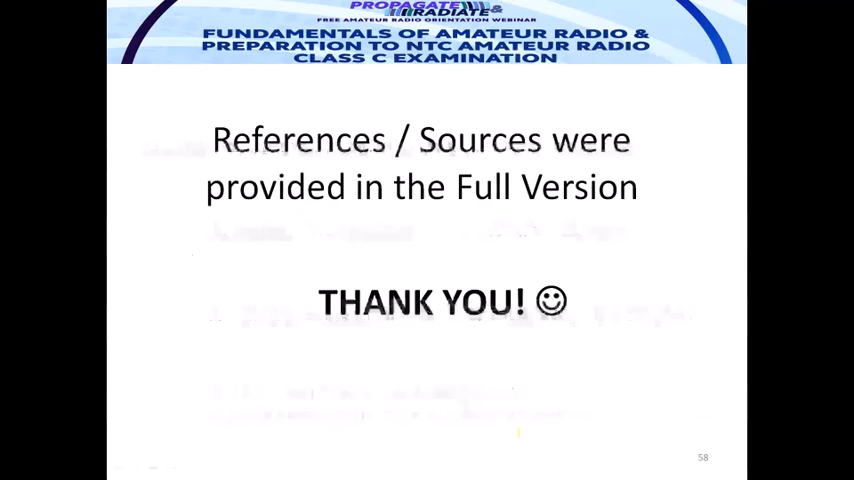 PROPAGATE &
RADIATE
FREE AMATEUR RADIO ORIENTATION WEBINAR
FUNDAMENTALS OF AMATEUR RADIO &
PREPARATION TO NTC AMATEUR RADIO
CLASS C EXAMINATION
References / Sources were
provided in the Full Version
THANK YOU! ☺
58